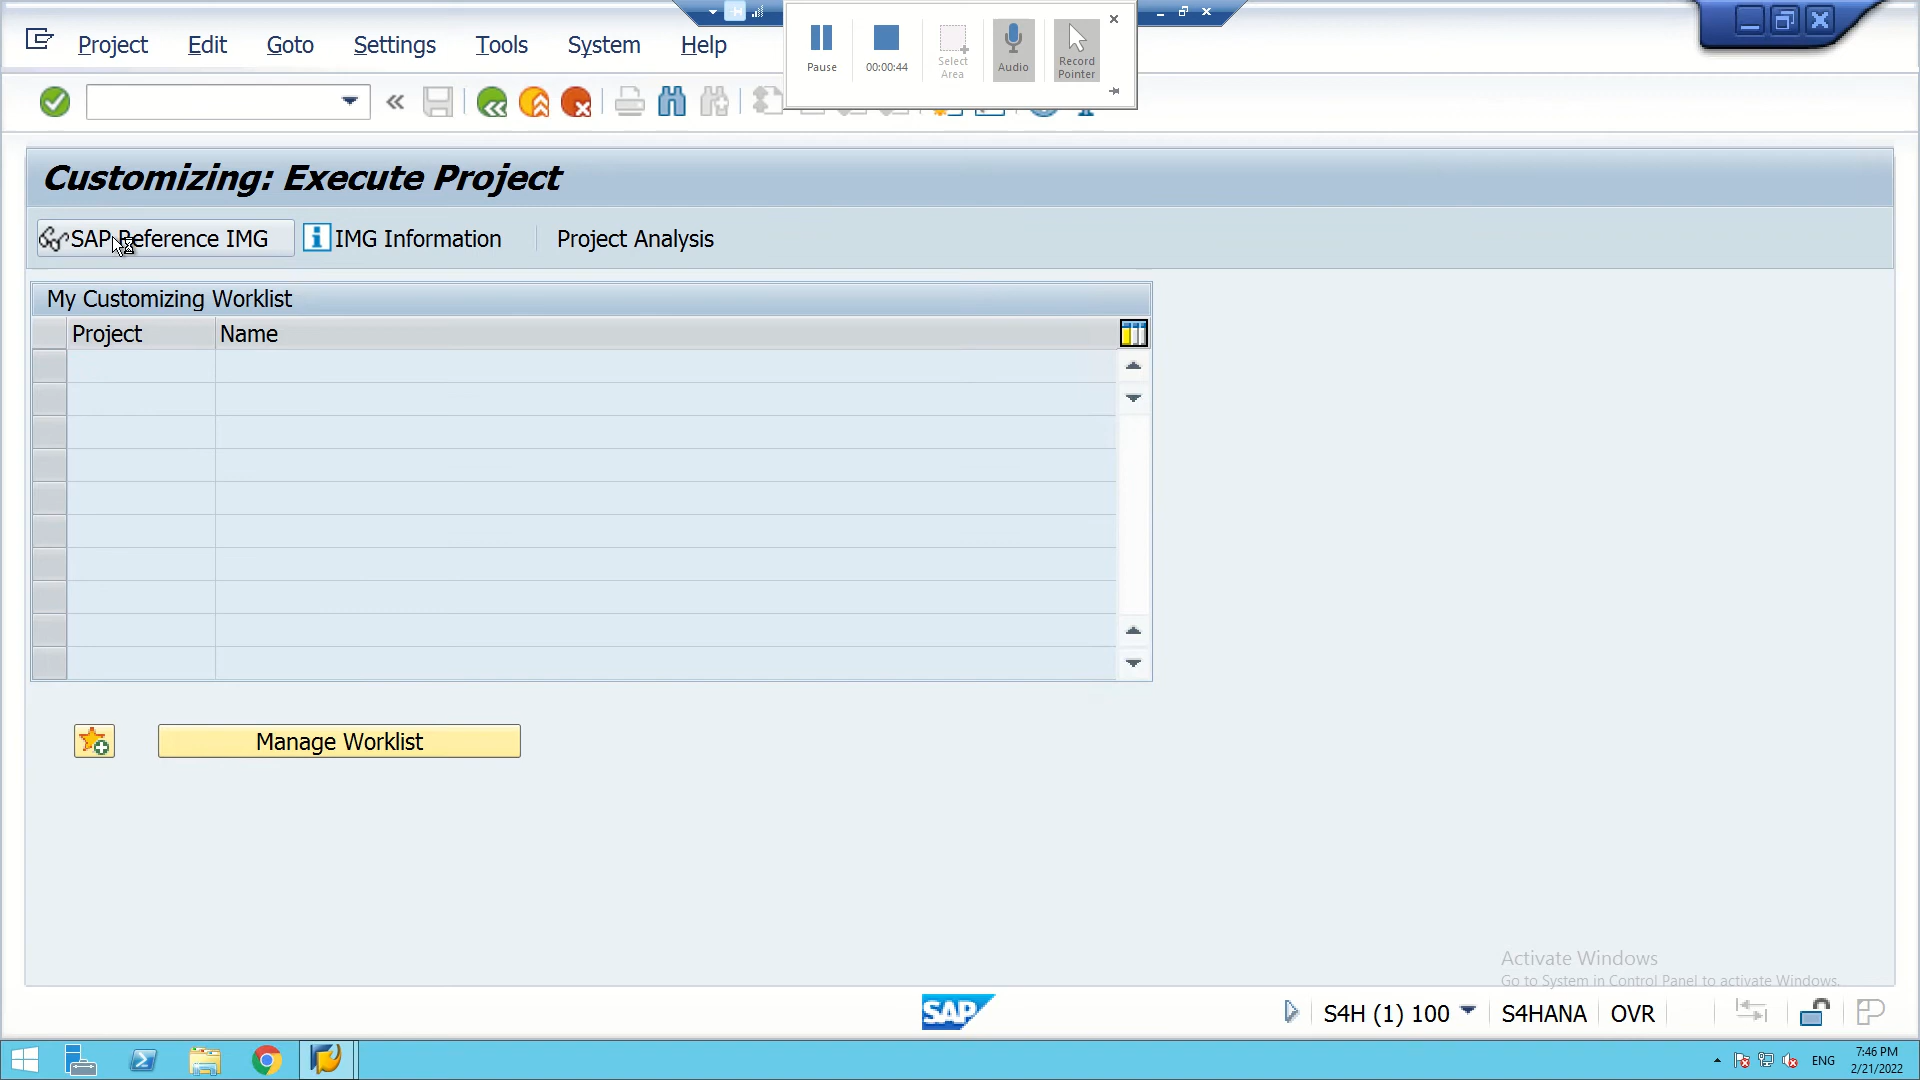 Project Edit Goto Settings Tools System Help
Pause
00:00:44
Select
Area
Audio
Record
Pointer
Customizing: Execute Project
SAP Reference IMG
IMG Information
Project Analysis
My Customizing Worklist
Project Name
Manage Worklist
Activate Windows
Go to System in Control Panel to activate Windows.
SAP
S4H (1) 100
S4HANA
OVR
ENG
7:46 PM
2/21/2022